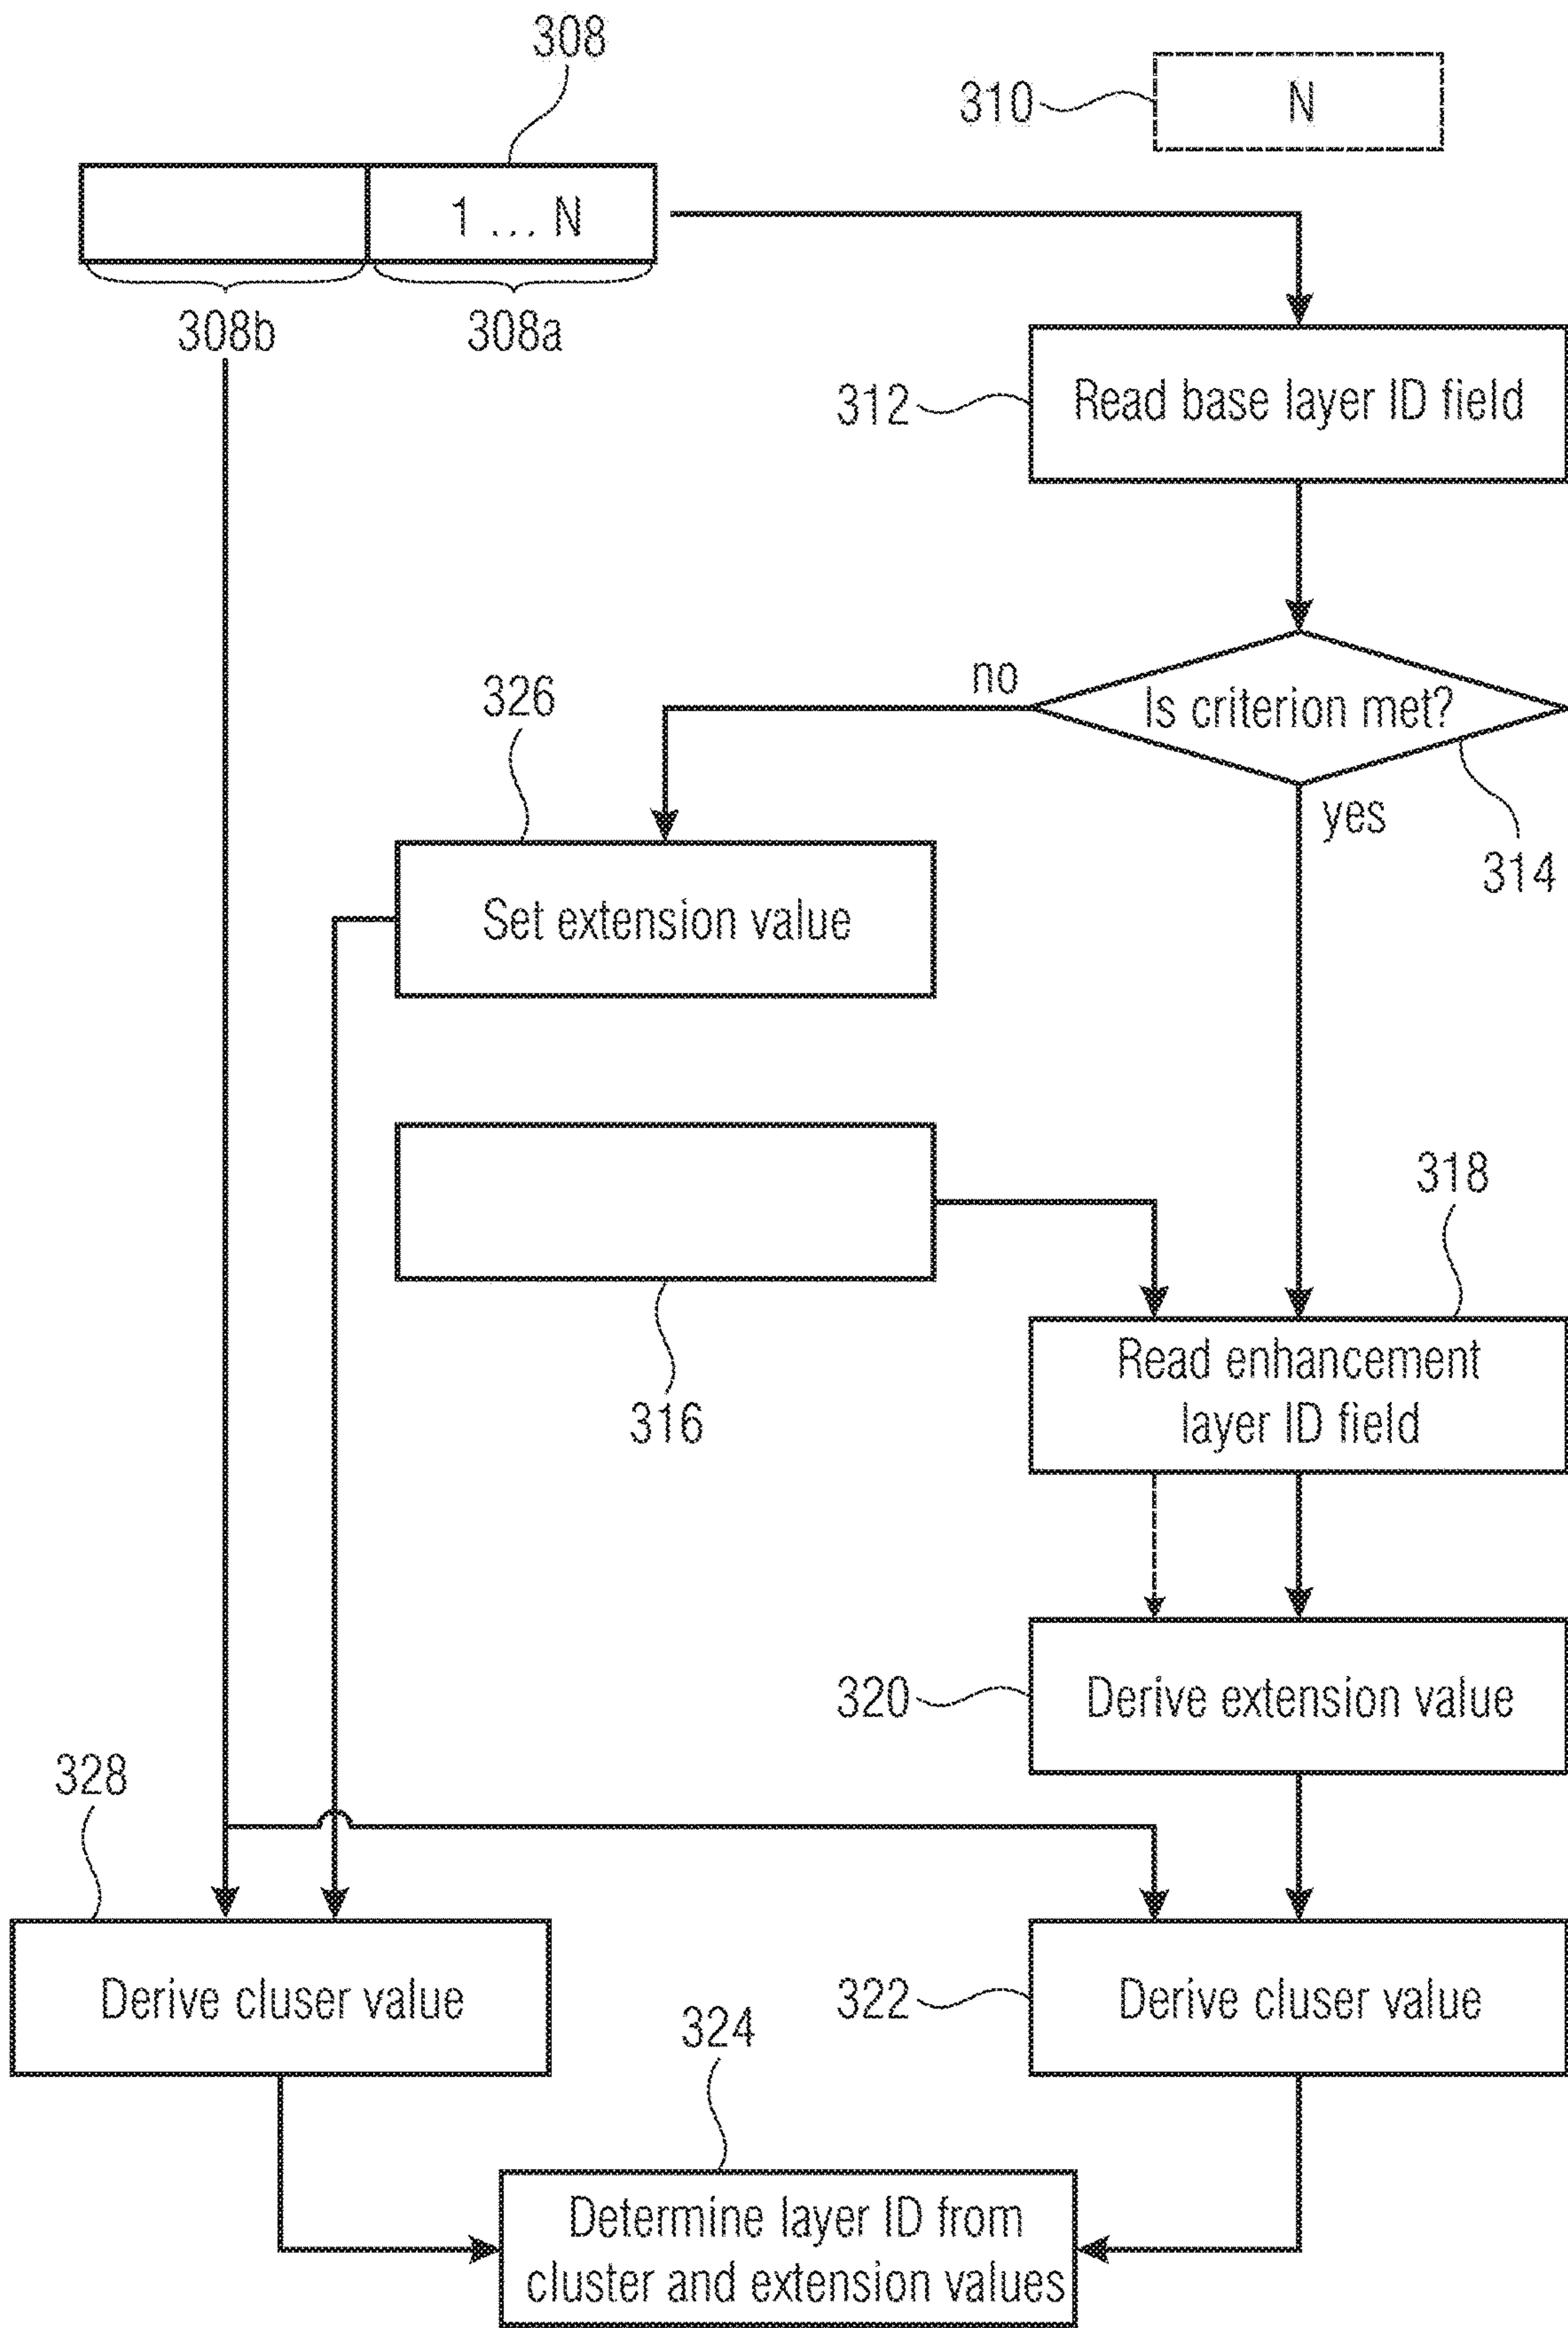 308
310
N
1 ... N
308b
308a
312
Read base layer ID field
no
Is criterion met?
326
yes
314
Set extension value
318
316
Read enhancement
layer ID field
320
Derive extension value
328
Derive cluser value
322
Derive cluser value
324
Determine layer ID from
cluster and extension values